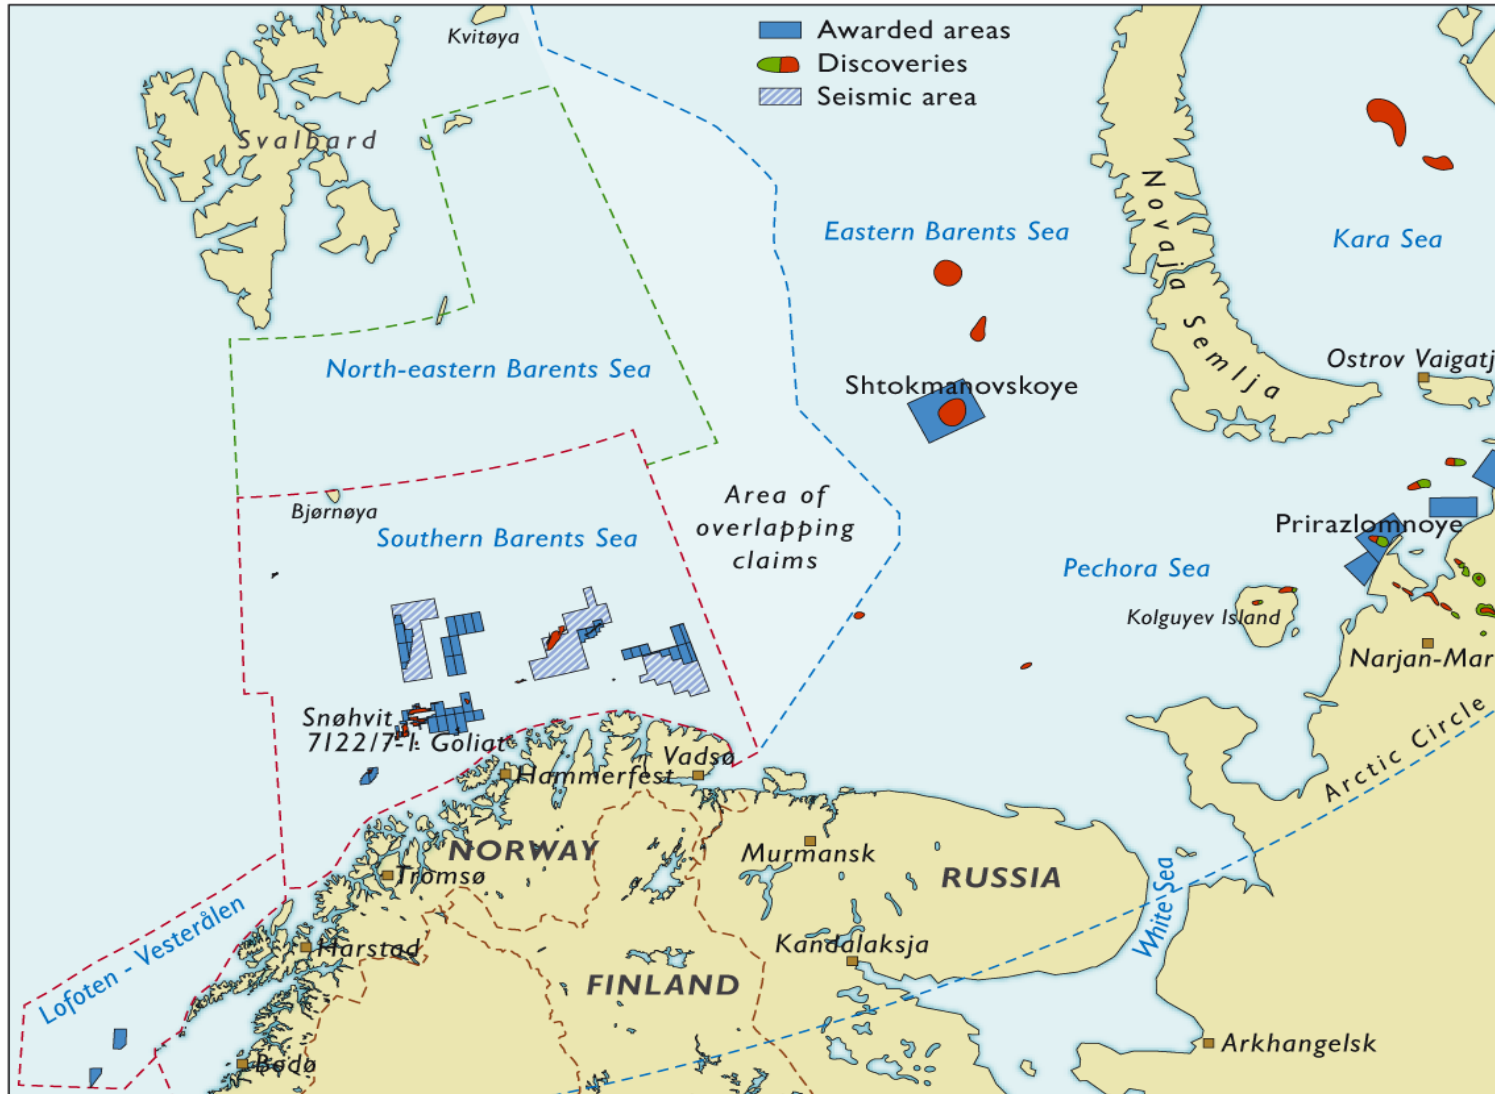 Kvitøya
Awarded areas
Discoveries
Seismic area
Svalbard
Novaja Semlja
Eastern Barents Sea
Kara Sea
North-eastern Barents Sea
Ostrov Vaigatj
Shtokmanovskoye
Bjørnøya
Area of
overlapping
claims
Southern Barents Sea
Prirazlomnoye
Pechora Sea
Kolguyev Island
Narjan-Mar
Snøhvit
7122/7-1 Goliat
Vadsø
Hammerfest
Arctic Circle
NORWAY
Murmansk
RUSSIA
Tromsø
White Sea
Lofoten - Vesterålen
Harstad
Kandalaksja
FINLAND
Arkhangelsk
Bodø